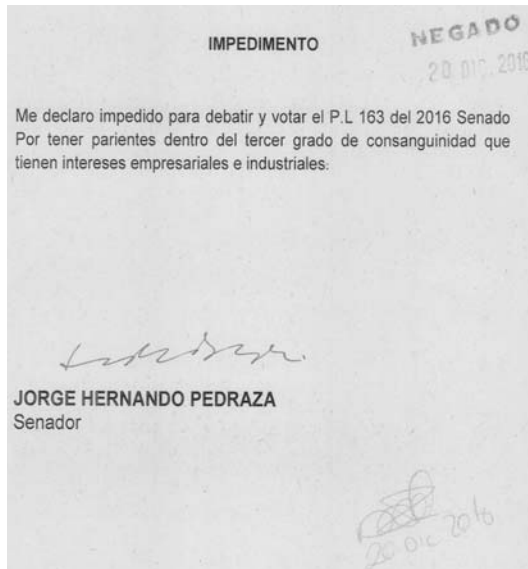 IMPEDIMENTO
NEGADO
20 DIC. 2016
Me declaro impedido para debatir y votar el P.L 163 del 2016 Senado
Por tener parientes dentro del tercer grado de consanguinidad que
tienen intereses empresariales e industriales.
JORGE HERNANDO PEDRAZA
Senador
20 DIC 2016